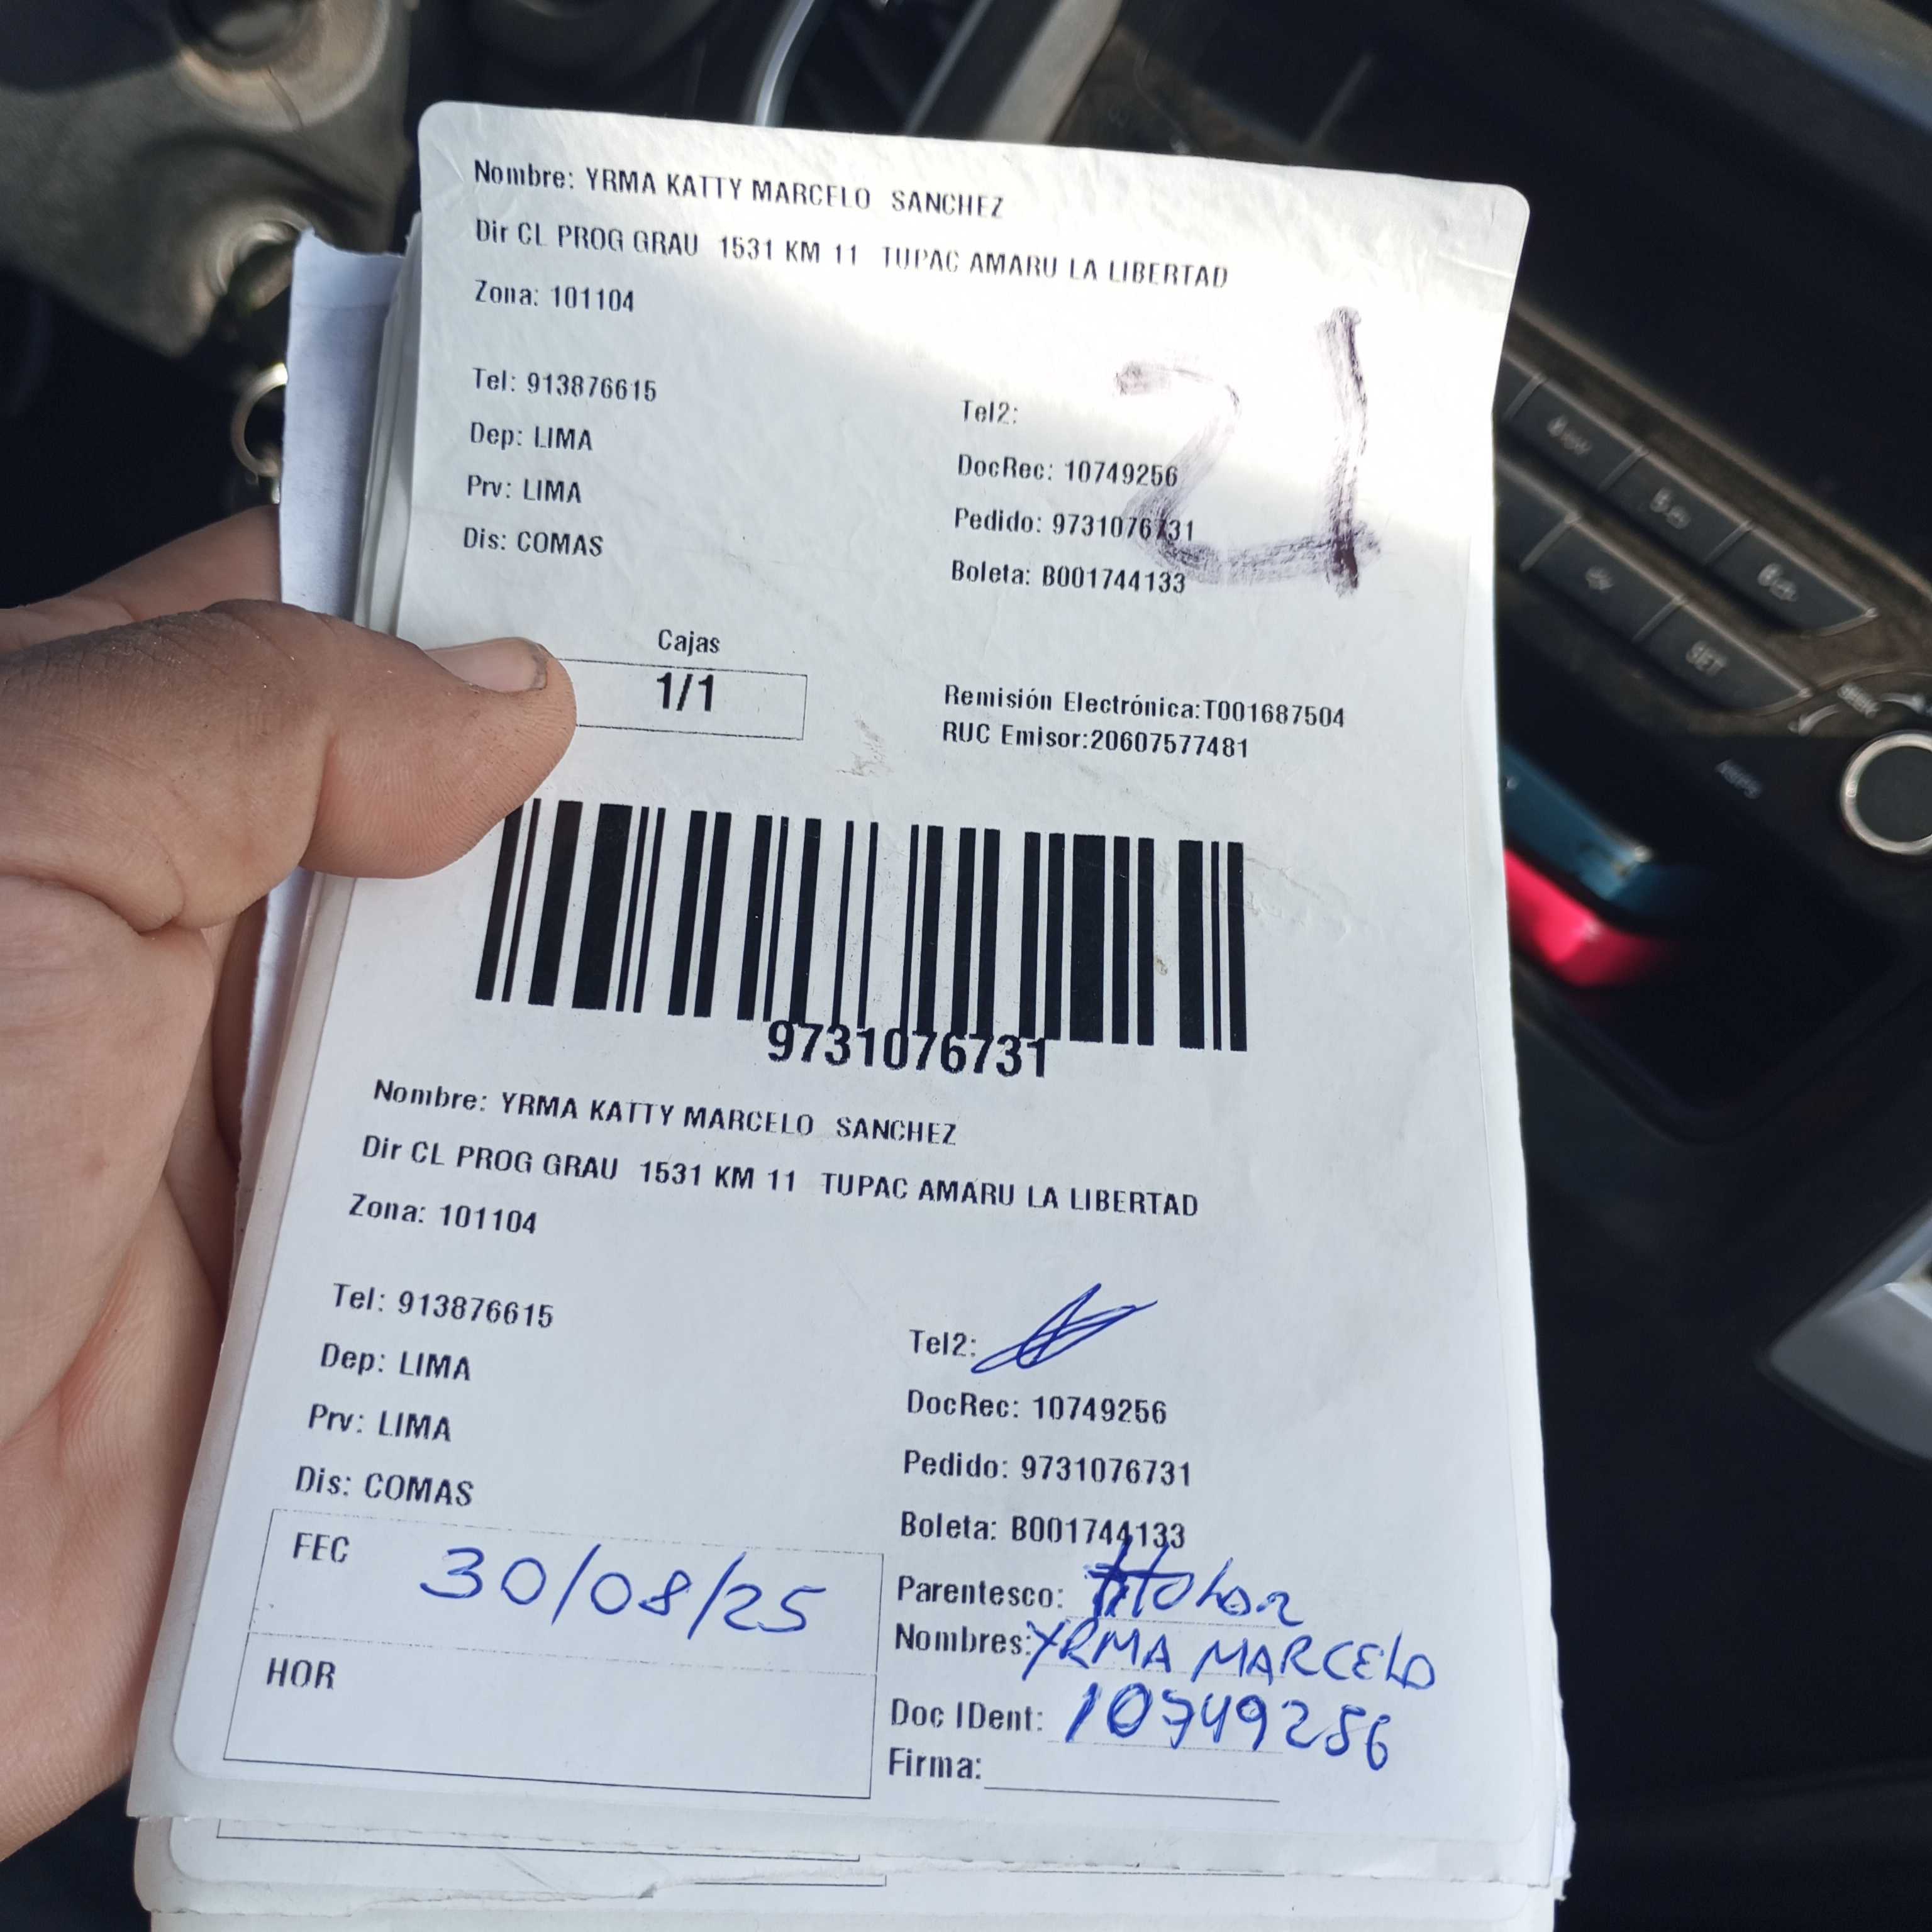 Nombre: YRMA KATTY MARCELO SANCHEZ
Dir CL PROG GRAU 1531 KM 11 TUPAC AMARU LA LIBERTAD
Zona: 101104
21
Tel: 913876615
Tel2:
Dep: LIMA
DocRec: 10749256
Prv: LIMA
Pedido: 9731076731
Dis: COMAS
Boleta: B001744133
Cajas
1/1
Remisión Electrónica:T001687504
RUC Emisor:20607577481
9731076731
Nombre: YRMA KATTY MARCELO SANCHEZ
Dir CL PROG GRAU 1531 KM 11 TUPAC AMARU LA LIBERTAD
Zona: 101104
Tel: 913876615
Tel2:
Dep: LIMA
DocRec: 10749256
Prv: LIMA
Pedido: 9731076731
Dis: COMAS
Boleta: B001744133
FEC 30/08/25
Parentesco: titular
Nombres: YRMA MARCELO
HOR
Doc IDent: 10749256
Firma:
SET
SEEK